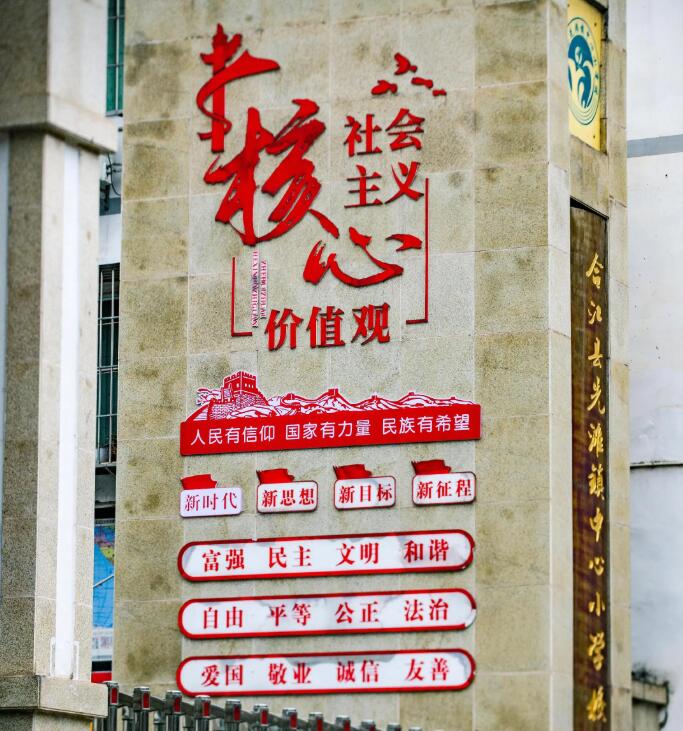 社会
主义
核心
价值观
人民有信仰 国家有力量 民族有希望
新时代 新思想 新目标 新征程
富强 民主 文明 和谐
自由 平等 公正 法治
爱国 敬业 诚信 友善
合江县先滩镇中心小学校